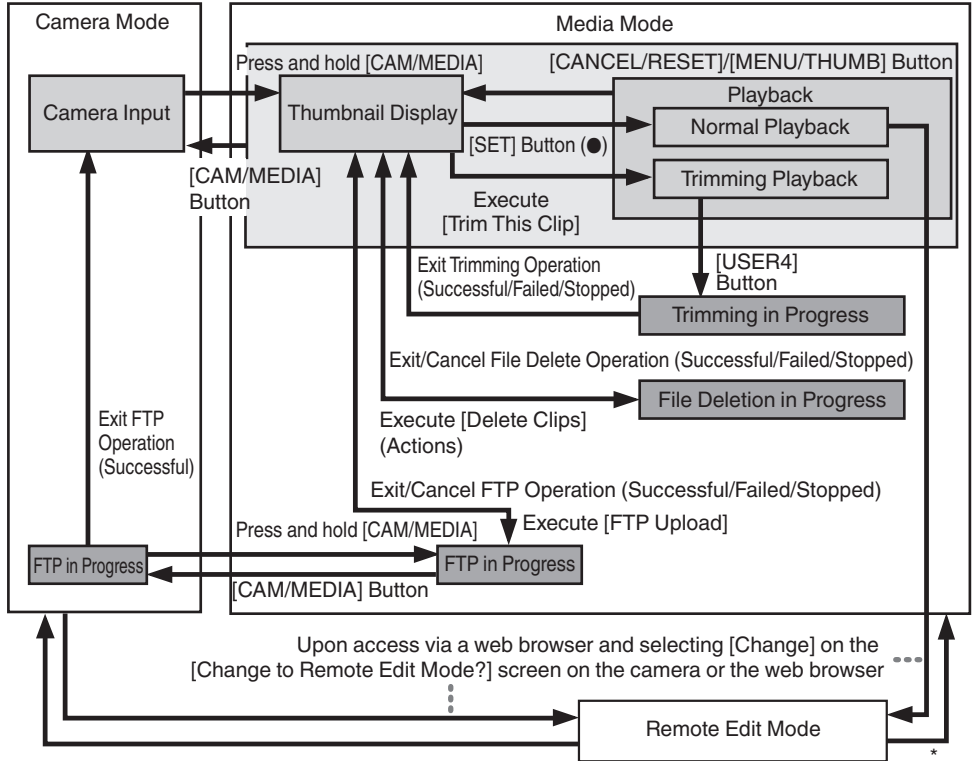 Camera Mode
Media Mode
Press and hold [CAM/MEDIA]
[CANCEL/RESET]/[MENU/THUMB] Button
Camera Input
Thumbnail Display
Playback
Normal Playback
[SET] Button (●)
Trimming Playback
[CAM/MEDIA]
Button
Execute
[Trim This Clip]
Exit Trimming Operation
(Successful/Failed/Stopped)
[USER4]
Button
Trimming in Progress
Exit/Cancel File Delete Operation (Successful/Failed/Stopped)
File Deletion in Progress
Execute [Delete Clips]
(Actions)
Exit FTP
Operation
(Successful)
Exit/Cancel FTP Operation (Successful/Failed/Stopped)
Execute [FTP Upload]
Press and hold [CAM/MEDIA]
FTP in Progress
FTP in Progress
[CAM/MEDIA] Button
Upon access via a web browser and selecting [Change] on the
[Change to Remote Edit Mode?] screen on the camera or the web browser
Remote Edit Mode
*